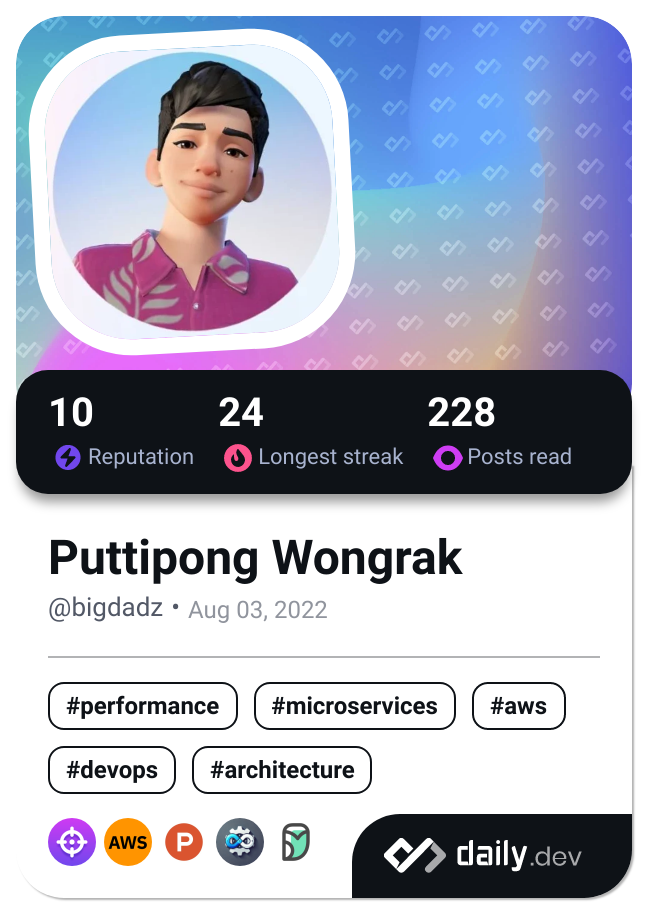 10 24 228
Reputation Longest streak Posts read
Puttipong Wongrak
@bigdadz • Aug 03, 2022
#performance #microservices #aws
#devops #architecture
AWS P
daily.dev